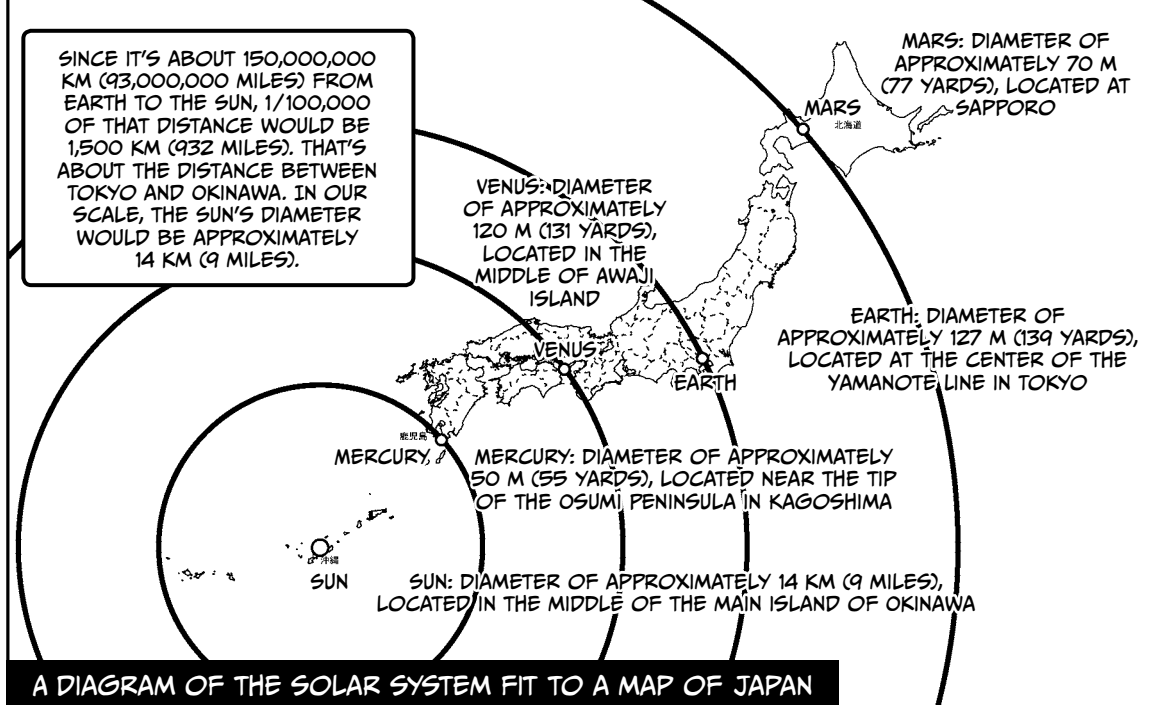 SINCE IT'S ABOUT 150,000,000
KM (93,000,000 MILES) FROM
EARTH TO THE SUN, 1/100,000
OF THAT DISTANCE WOULD BE
1,500 KM (932 MILES). THAT'S
ABOUT THE DISTANCE BETWEEN
TOKYO AND OKINAWA. IN OUR
SCALE, THE SUN'S DIAMETER
WOULD BE APPROXIMATELY
14 KM (9 MILES).
MARS: DIAMETER OF
APPROXIMATELY 70 M
(77 YARDS), LOCATED AT
SAPPORO
MARS
北海道
VENUS: DIAMETER
OF APPROXIMATELY
120 M (131 YARDS),
LOCATED IN THE
MIDDLE OF AWAJI
ISLAND
VENUS
EARTH: DIAMETER OF
APPROXIMATELY 127 M (139 YARDS),
LOCATED AT THE CENTER OF THE
YAMANOTE LINE IN TOKYO
EARTH
鹿児島
MERCURY
MERCURY: DIAMETER OF APPROXIMATELY
50 M (55 YARDS), LOCATED NEAR THE TIP
OF THE OSUMI PENINSULA IN KAGOSHIMA
沖縄
SUN
SUN: DIAMETER OF APPROXIMATELY 14 KM (9 MILES),
LOCATED IN THE MIDDLE OF THE MAIN ISLAND OF OKINAWA
A DIAGRAM OF THE SOLAR SYSTEM FIT TO A MAP OF JAPAN